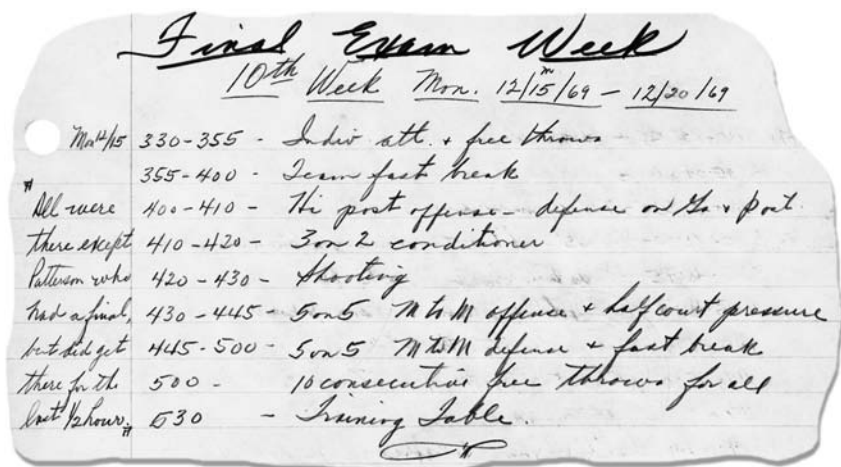 Final Exam Week
10th Week Mon. 12/15/69 - 12/20/69
Mon 12/15 330-355 - Indiv att. + free throws
355-400 - Team fast break
"All were 400-410 - Hi post offense - defense on Gs + Post
there except 410-420 - 3 on 2 conditioner
Patterson who 420-430 - Shooting
had a final, 430-445 - 5 on 5 M to M offense + half court pressure
but did get 445-500 - 5 on 5 M to M defense + fast break
there for the 500 - 10 consecutive free throws for all
last 1/2 hour." 530 - Training Table.